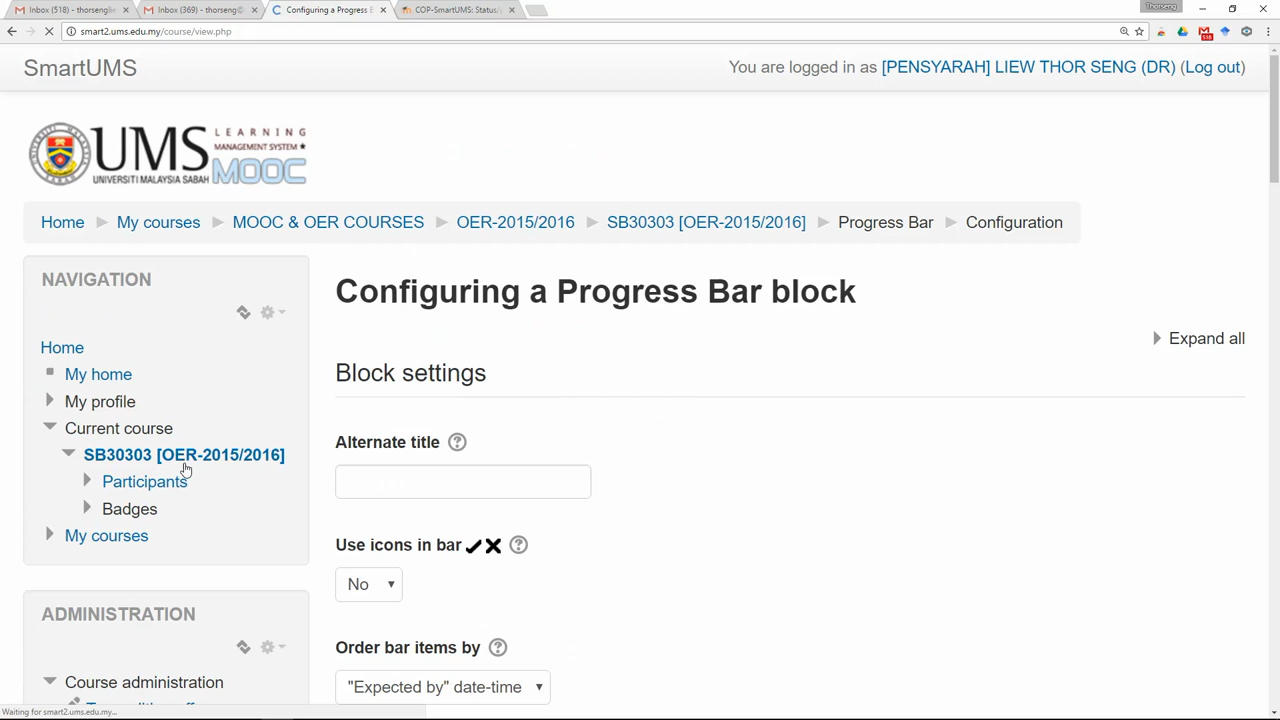 Inbox (518) - thorsengli
Inbox (369) - thorseng@
Configuring a Progress B
COP-SmartUMS: Status/
Thorseng
smart2.ums.edu.my/course/view.php
SmartUMS
You are logged in as [PENSYARAH] LIEW THOR SENG (DR) (Log out)
UMS
LEARNING
MANAGEMENT SYSTEM
MOOC
UNIVERSITI MALAYSIA SABAH
Home My courses MOOC & OER COURSES OER-2015/2016 SB30303 [OER-2015/2016] Progress Bar Configuration
NAVIGATION
Home
My home
My profile
Current course
SB30303 [OER-2015/2016]
Participants
Badges
My courses
ADMINISTRATION
Course administration
Configuring a Progress Bar block
Expand all
Block settings
Alternate title
Use icons in bar
No
Order bar items by
"Expected by" date-time
Waiting for smart2.ums.edu.my...